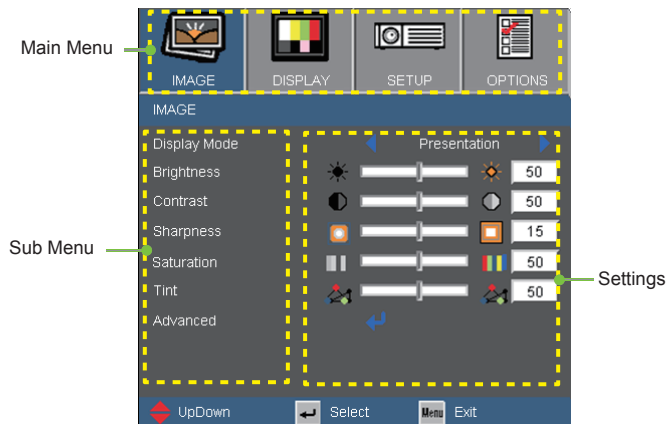 Main Menu
IMAGE DISPLAY SETUP OPTIONS
IMAGE
Display Mode Presentation
Brightness 50
Contrast 50
Sharpness 15
Sub Menu
Saturation 50
Settings
Tint 50
Advanced
UpDown Select Menu Exit